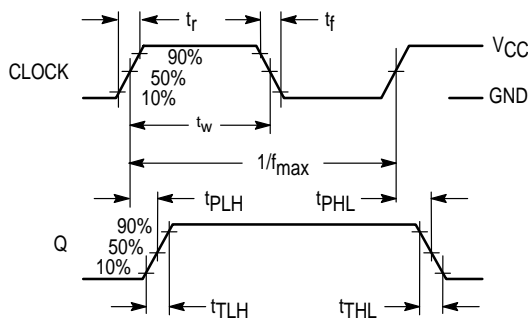 tr
tf
VCC
90%
CLOCK
50%
10%
GND
tw
1/fmax
tPLH
tPHL
90%
Q
50%
10%
tTLH
tTHL